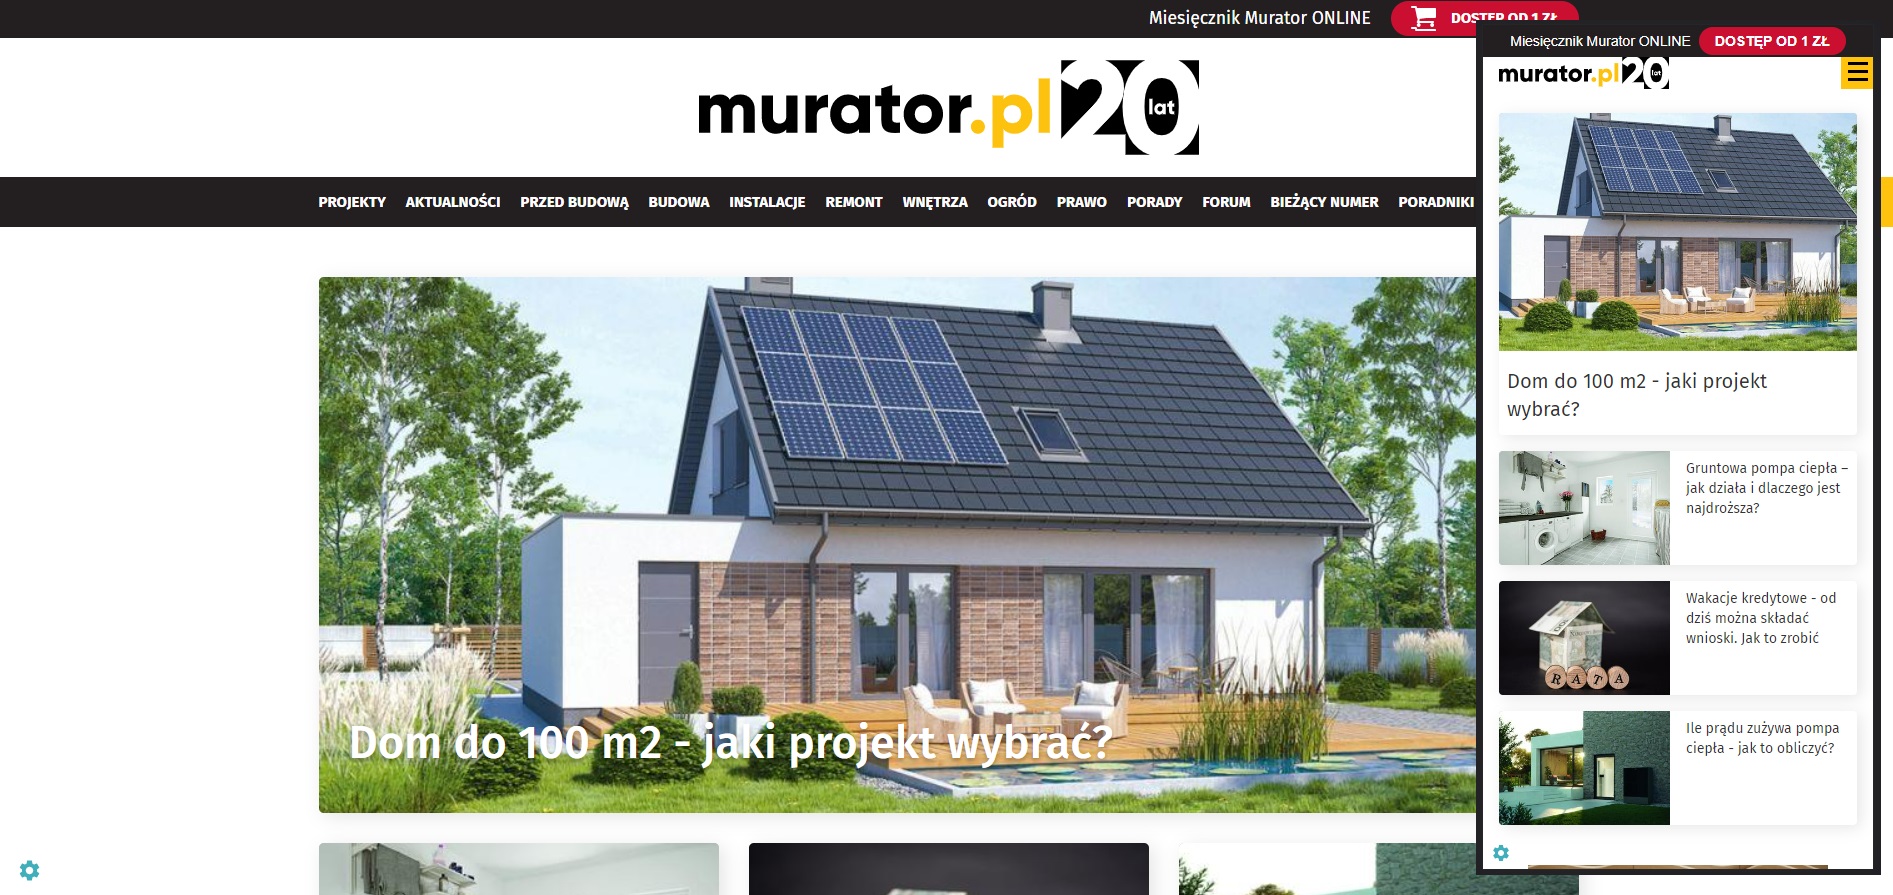 Miesięcznik Murator ONLINE
DOSTĘP OD 1 ZŁ
murator.pl 20 lat
PROJEKTY AKTUALNOŚCI PRZED BUDOWĄ BUDOWA INSTALACJE REMONT WNĘTRZA OGRÓD PRAWO PORADY FORUM BIEŻĄCY NUMER PORADNIKI
Dom do 100 m2 - jaki projekt wybrać?
Miesięcznik Murator ONLINE
DOSTĘP OD 1 ZŁ
murator.pl 20 lat
Dom do 100 m2 - jaki projekt
wybrać?
Gruntowa pompa ciepła –
jak działa i dlaczego jest
najdroższa?
Wakacje kredytowe - od
dziś można składać
wnioski. Jak to zrobić
RATA
Ile prądu zużywa pompa
ciepła - jak to obliczyć?